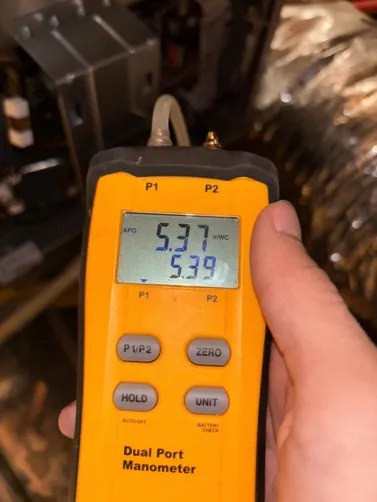 P1 P2
APO 5.37 inWC
5.39
P1 P2
P1/P2 ZERO
HOLD UNIT
AUTO-OFF BATTERY
CHECK
Dual Port
Manometer